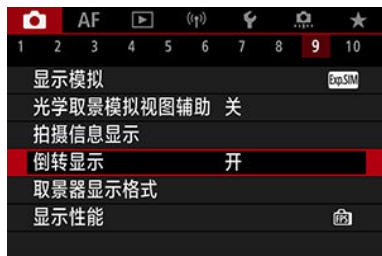 AF
1 2 3 4 5 6 7 8 9 10
显示模拟 Exp.SIM
光学取景模拟视图辅助 关
拍摄信息显示
倒转显示 开
取景器显示格式
显示性能 FPS